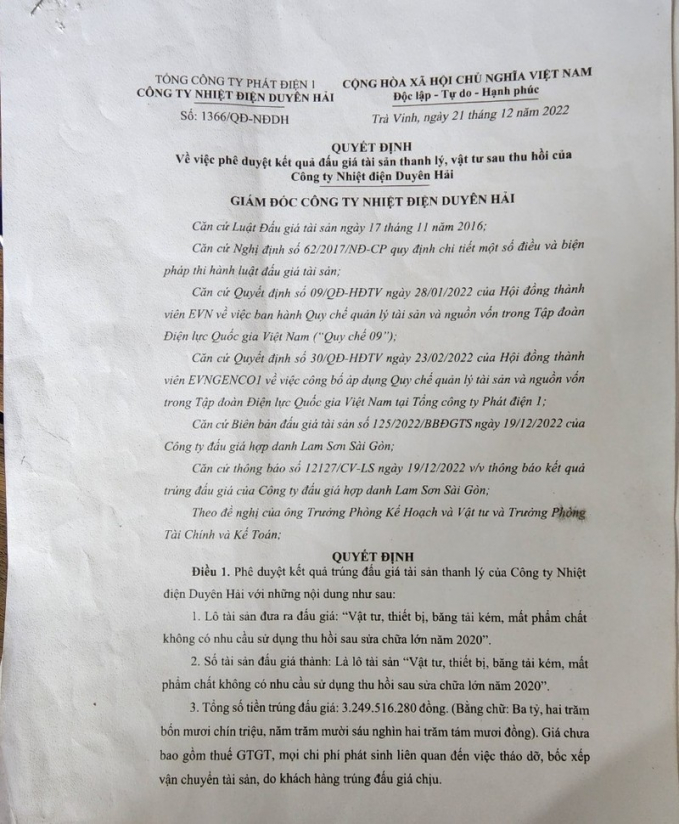 TỔNG CÔNG TY PHÁT ĐIỆN 1
CÔNG TY NHIỆT ĐIỆN DUYÊN HẢI
Số: 1366/QĐ-NĐDH
CỘNG HÒA XÃ HỘI CHỦ NGHĨA VIỆT NAM
Độc lập - Tự do - Hạnh phúc
Trà Vinh, ngày 21 tháng 12 năm 2022
QUYẾT ĐỊNH
Về việc phê duyệt kết quả đấu giá tài sản thanh lý, vật tư sau thu hồi của
Công ty Nhiệt điện Duyên Hải
GIÁM ĐỐC CÔNG TY NHIỆT ĐIỆN DUYÊN HẢI
Căn cứ Luật Đấu giá tài sản ngày 17 tháng 11 năm 2016;
Căn cứ Nghị định số 62/2017/NĐ-CP quy định chi tiết một số điều và biện
pháp thi hành luật đấu giá tài sản;
Căn cứ Quyết định số 09/QĐ-HĐTV ngày 28/01/2022 của Hội đồng thành
viên EVN về việc ban hành Quy chế quản lý tài sản và nguồn vốn trong Tập đoàn
Điện lực Quốc gia Việt Nam (“Quy chế 09”);
Căn cứ Quyết định số 30/QĐ-HĐTV ngày 23/02/2022 của Hội đồng thành
viên EVNGENCO1 về việc công bố áp dụng Quy chế quản lý tài sản và nguồn vốn
trong Tập đoàn Điện lực Quốc gia Việt Nam tại Tổng công ty Phát điện 1;
Căn cứ Biên bản đấu giá tài sản số 125/2022/BBĐGTS ngày 19/12/2022 của
Công ty đấu giá hợp danh Lam Sơn Sài Gòn;
Căn cứ thông báo số 12127/CV-LS ngày 19/12/2022 v/v thông báo kết quả
trúng đấu giá của Công ty đấu giá hợp danh Lam Sơn Sài Gòn;
Theo đề nghị của ông Trưởng Phòng Kế Hoạch và Vật tư và Trưởng Phòng
Tài Chính và Kế Toán;
QUYẾT ĐỊNH
Điều 1. Phê duyệt kết quả trúng đấu giá tài sản thanh lý của Công ty Nhiệt
điện Duyên Hải với những nội dung như sau:
1. Lô tài sản đưa ra đấu giá: “Vật tư, thiết bị, băng tải kém, mất phẩm chất
không có nhu cầu sử dụng thu hồi sau sửa chữa lớn năm 2020”.
2. Số tài sản đấu giá thành: Là lô tài sản “Vật tư, thiết bị, băng tải kém, mất
phẩm chất không có nhu cầu sử dụng thu hồi sau sửa chữa lớn năm 2020”.
3. Tổng số tiền trúng đấu giá: 3.249.516.280 đồng. (Bằng chữ: Ba tỷ, hai trăm
bốn mươi chín triệu, năm trăm mười sáu nghìn hai trăm tám mươi đồng). Giá chưa
bao gồm thuế GTGT, mọi chi phí phát sinh liên quan đến việc tháo dỡ, bốc xếp
vận chuyển tài sản, do khách hàng trúng đấu giá chịu.